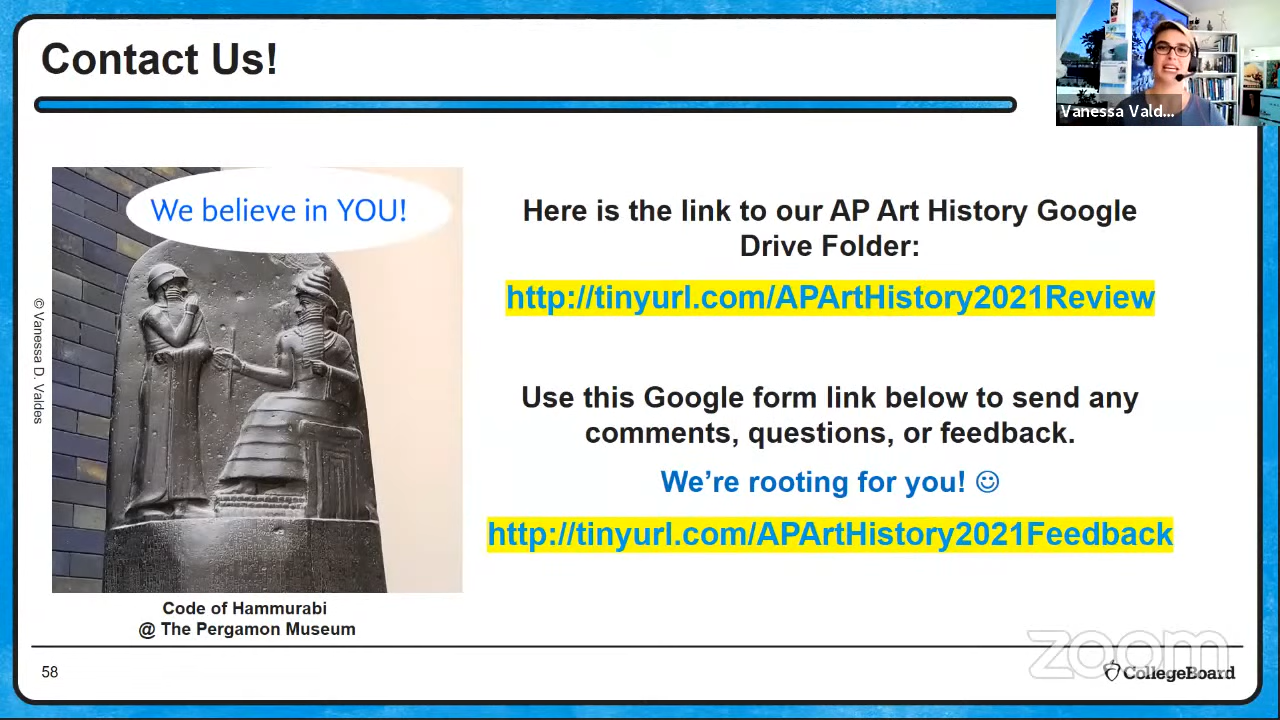 Contact Us!
Vanessa Vald...
We believe in YOU!
© Vanessa D. Valdes
Here is the link to our AP Art History Google
Drive Folder:
http://tinyurl.com/APArtHistory2021Review
Use this Google form link below to send any
comments, questions, or feedback.
We're rooting for you! ☺
http://tinyurl.com/APArtHistory2021Feedback
Code of Hammurabi
@ The Pergamon Museum
zoom
58
CollegeBoard